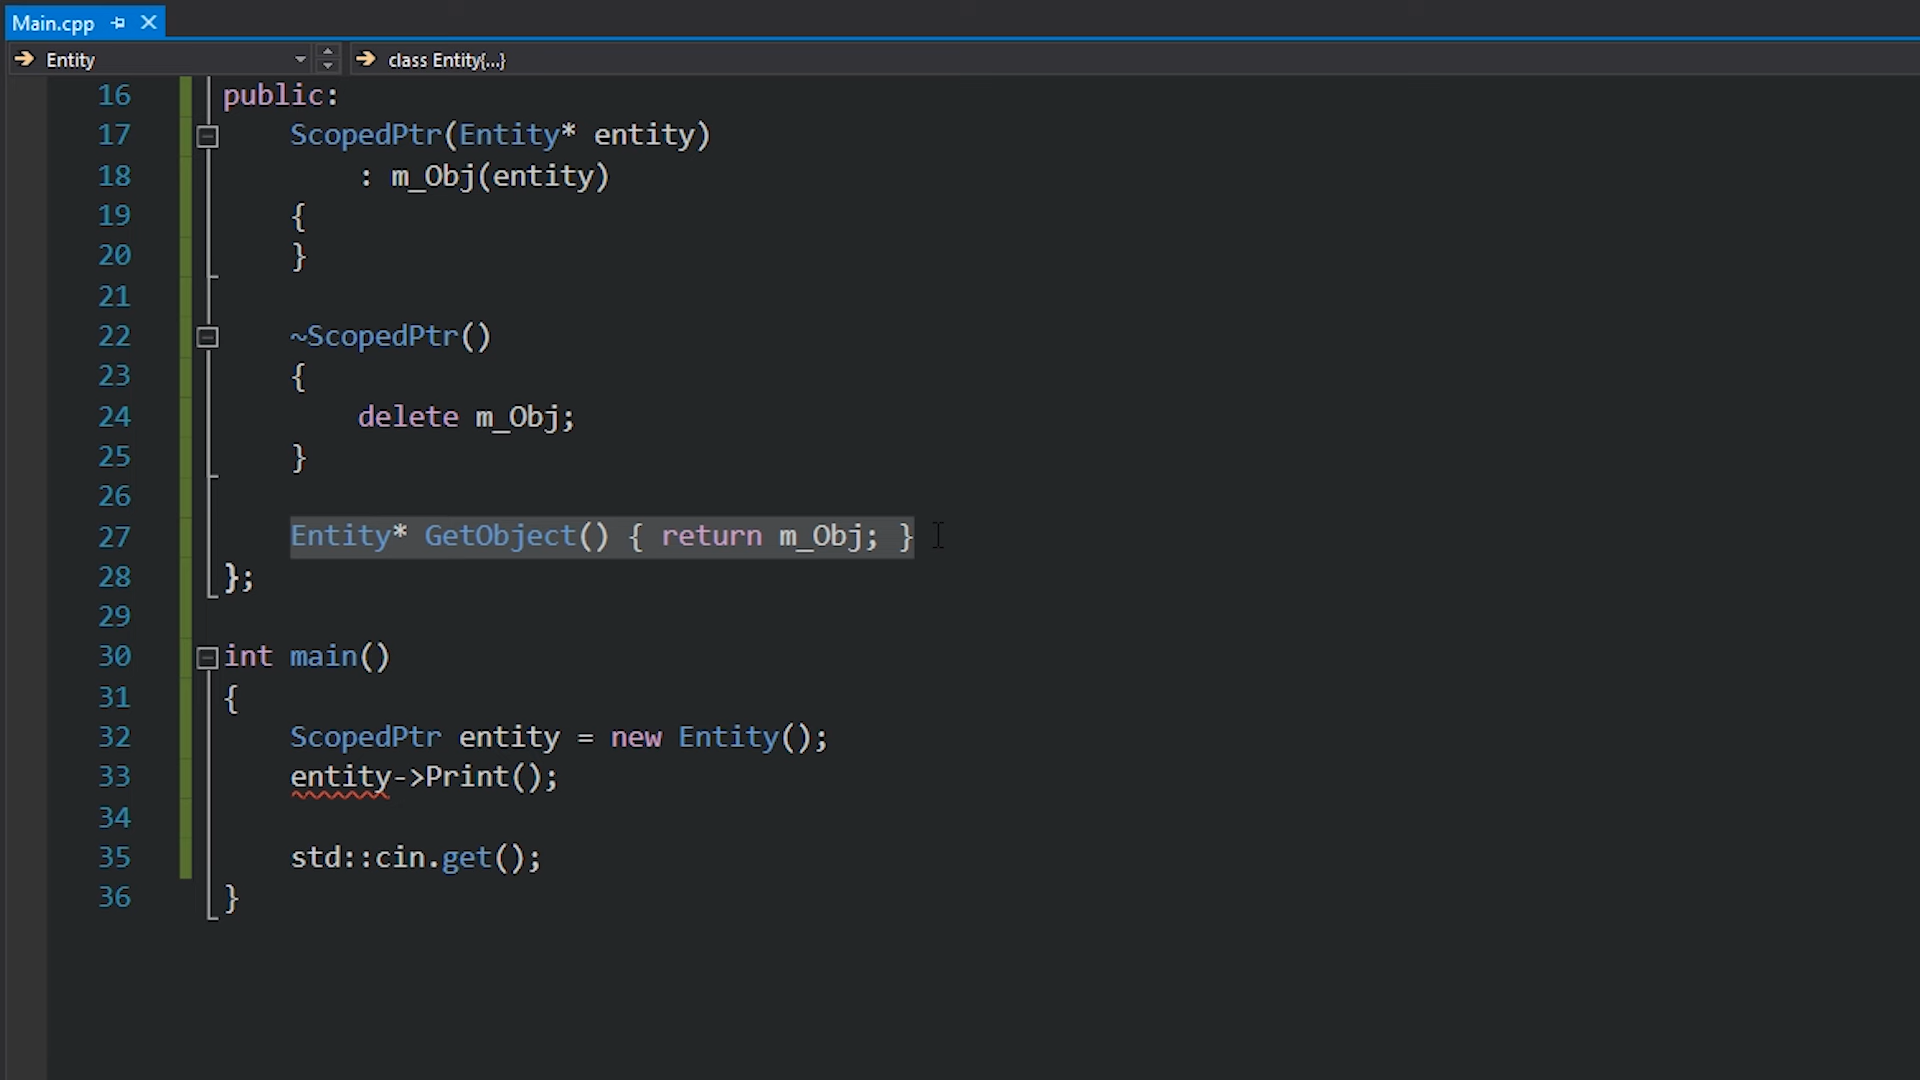 Main.cpp
Entity class Entity{...}
16 public:
17 ScopedPtr(Entity* entity)
18 : m_Obj(entity)
19 {
20 }
21
22 ~ScopedPtr()
23 {
24 delete m_Obj;
25 }
26
27 Entity* GetObject() { return m_Obj; }
28 };
29
30 int main()
31 {
32 ScopedPtr entity = new Entity();
33 entity->Print();
34
35 std::cin.get();
36 }